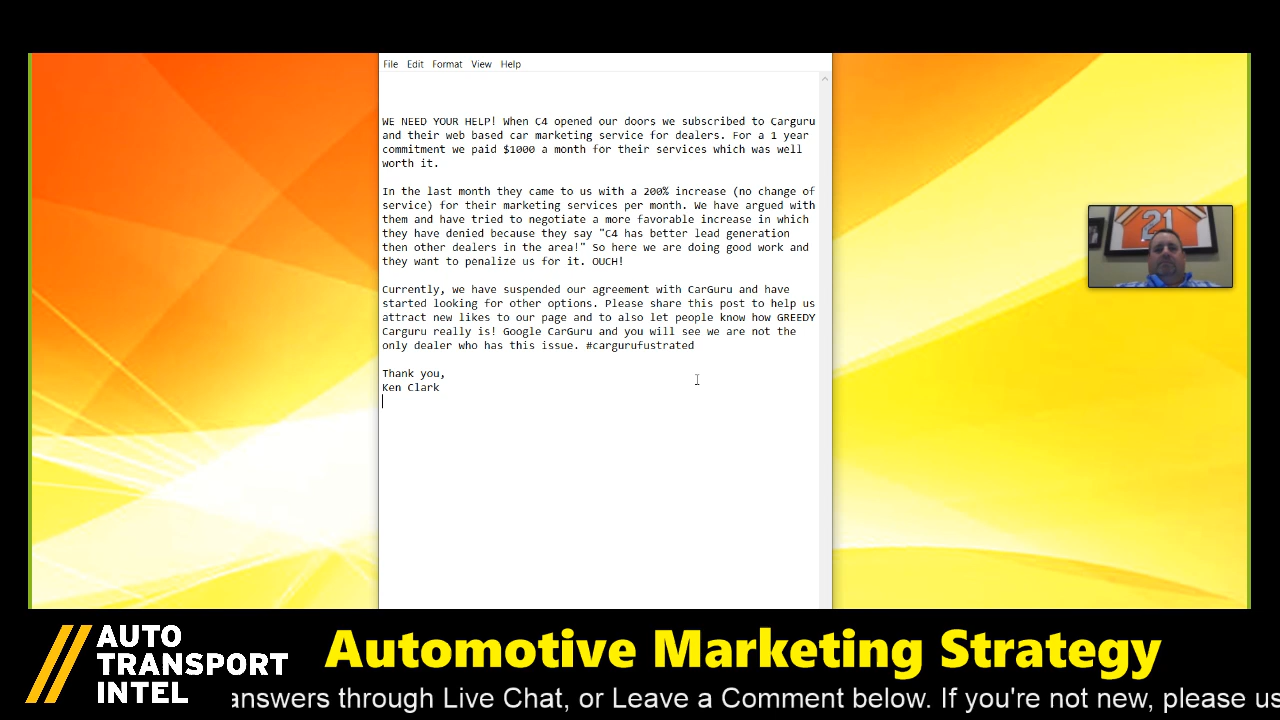 File Edit Format View Help
WE NEED YOUR HELP! When C4 opened our doors we subscribed to Carguru
and their web based car marketing service for dealers. For a 1 year
commitment we paid $1000 a month for their services which was well
worth it.
In the last month they came to us with a 200% increase (no change of
service) for their marketing services per month. We have argued with
them and have tried to negotiate a more favorable increase in which
they have denied because they say "C4 has better lead generation
then other dealers in the area!" So here we are doing good work and
they want to penalize us for it. OUCH!
Currently, we have suspended our agreement with CarGuru and have
started looking for other options. Please share this post to help us
attract new likes to our page and to also let people know how GREEDY
Carguru really is! Google CarGuru and you will see we are not the
only dealer who has this issue. #cargurufustrated
Thank you,
Ken Clark
21
AUTO
TRANSPORT
INTEL
Automotive Marketing Strategy
answers through Live Chat, or Leave a Comment below. If you're not new, please us